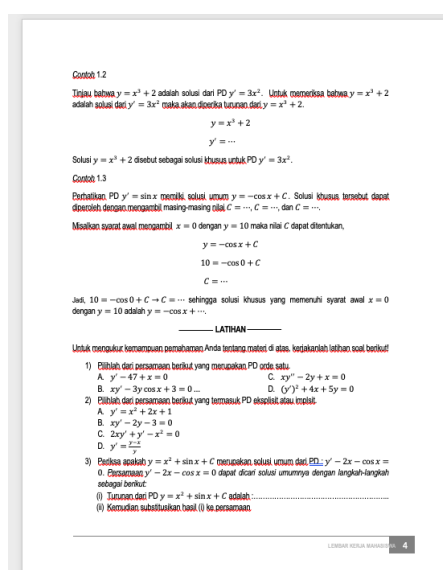 Contoh 1.2
Tinjau bahwa y = x³ + 2 adalah solusi dari PD y′ = 3x². Untuk memeriksa bahwa y = x³ + 2
adalah solusi dari y′ = 3x² maka akan diperika turunan dari y = x³ + 2.
y = x³ + 2
y′ = ⋯
Solusi y = x³ + 2 disebut sebagai solusi khusus untuk PD y′ = 3x².
Contoh 1.3
Perhatikan PD y′ = sin x memiliki solusi umum y = −cos x + C. Solusi khusus tersebut dapat
diperoleh dengan mengambil masing-masing nilai C = ⋯, C = ⋯, dan C = ⋯.
Misalkan syarat awal mengambil x = 0 dengan y = 10 maka nilai C dapat ditentukan,
y = −cos x + C
10 = −cos 0 + C
C = ⋯
Jadi, 10 = −cos 0 + C → C = ⋯ sehingga solusi khusus yang memenuhi syarat awal x = 0
dengan y = 10 adalah y = −cos x + ⋯.
LATIHAN
Untuk mengukur kemampuan pemahaman Anda tentang materi di atas, kerjakanlah latihan soal berikut!
1) Pilihlah dari persamaan berikut yang merupakan PD orde satu.
A. y′ − 47 + x = 0 C. xy″ − 2y + x = 0
B. xy′ − 3y cos x + 3 = 0 ... D. (y′)² + 4x + 5y = 0
2) Pilihlah dari persamaan berikut yang termasuk PD eksplisit atau implisit.
A. y′ = x² + 2x + 1
B. xy′ − 2y − 3 = 0
C. 2xy′ + y′ − x² = 0
D. y′ = (y−x)/y
3) Periksa apakah y = x² + sin x + C merupakan solusi umum dari PD: y′ − 2x − cos x =
0. Persamaan y′ − 2x − cos x = 0 dapat dicari solusi umumnya dengan langkah-langkah
sebagai berikut:
(i) Turunan dari PD y = x² + sin x + C adalah :..........................................................
(ii) Kemudian substitusikan hasil (i) ke persamaan
LEMBAR KERJA MAHASISWA 4